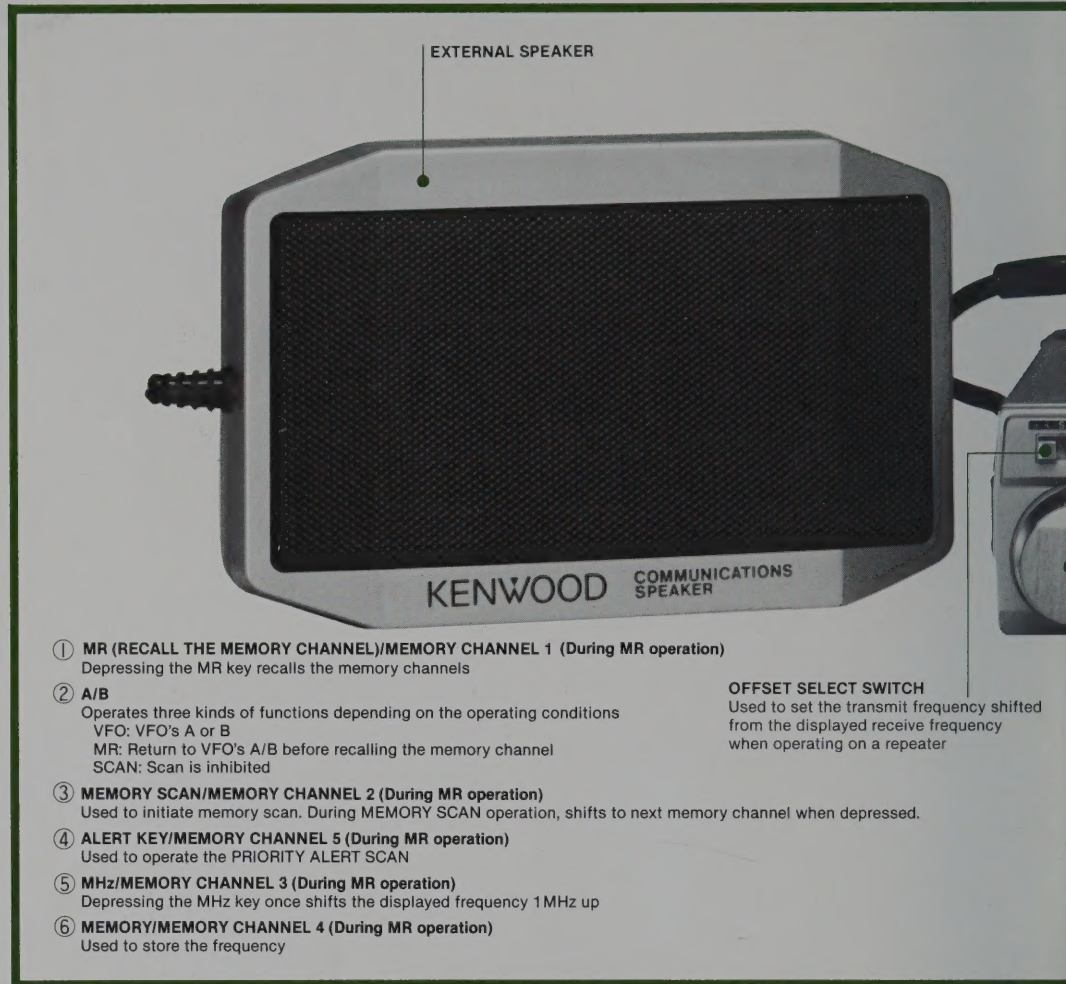 EXTERNAL SPEAKER
KENWOOD COMMUNICATIONS
SPEAKER
① MR (RECALL THE MEMORY CHANNEL)/MEMORY CHANNEL 1 (During MR operation)
Depressing the MR key recalls the memory channels
② A/B
Operates three kinds of functions depending on the operating conditions
VFO: VFO's A or B
MR: Return to VFO's A/B before recalling the memory channel
SCAN: Scan is inhibited
③ MEMORY SCAN/MEMORY CHANNEL 2 (During MR operation)
Used to initiate memory scan. During MEMORY SCAN operation, shifts to next memory channel when depressed.
④ ALERT KEY/MEMORY CHANNEL 5 (During MR operation)
Used to operate the PRIORITY ALERT SCAN
⑤ MHz/MEMORY CHANNEL 3 (During MR operation)
Depressing the MHz key once shifts the displayed frequency 1MHz up
⑥ MEMORY/MEMORY CHANNEL 4 (During MR operation)
Used to store the frequency
OFFSET SELECT SWITCH
Used to set the transmit frequency shifted
from the displayed receive frequency
when operating on a repeater